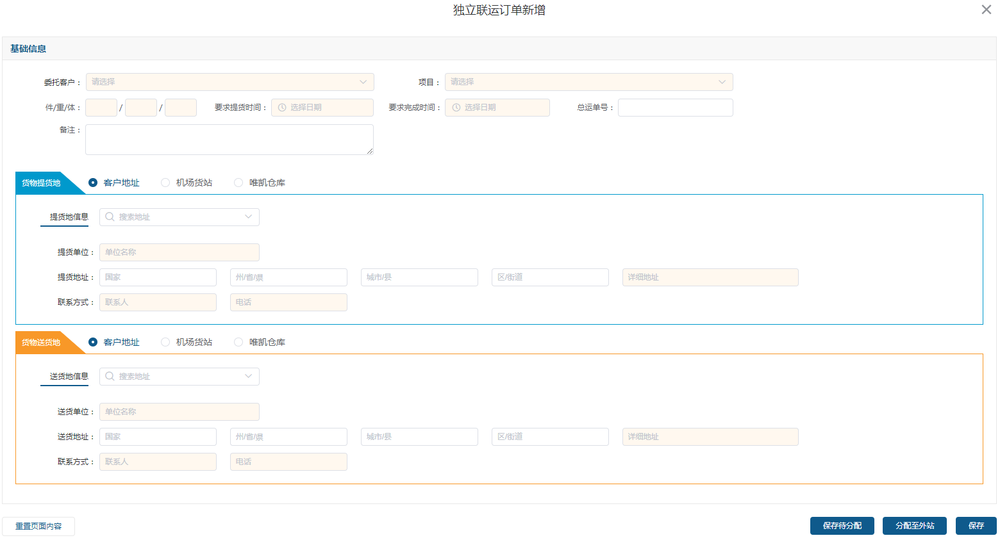 独立联运订单新增
基础信息
委托客户： 请选择 项目： 请选择
件/重/体： / / 要求提货时间： 选择日期 要求完成时间： 选择日期 总运单号：
备注：
货物提货地 客户地址 机场货站 唯凯仓库
提货地信息 搜索地址
提货单位： 单位名称
提货地址： 国家 州/省/县 城市/县 区/街道 详细地址
联系方式： 联系人 电话
货物送货地 客户地址 机场货站 唯凯仓库
送货地信息 搜索地址
送货单位： 单位名称
送货地址： 国家 州/省/县 城市/县 区/街道 详细地址
联系方式： 联系人 电话
重置页面内容 保存待分配 分配至外站 保存